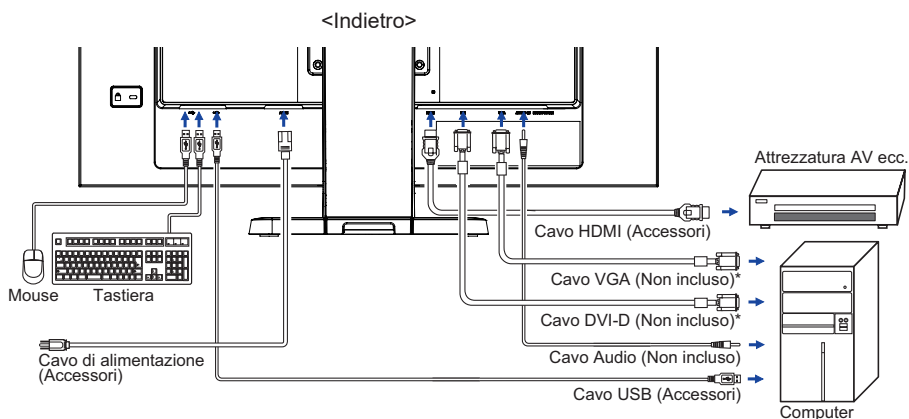 <Indietro>
Attrezzatura AV ecc.
Cavo HDMI (Accessori)
Cavo VGA (Non incluso)*
Mouse
Tastiera
Cavo DVI-D (Non incluso)*
Cavo di alimentazione
(Accessori)
Cavo Audio (Non incluso)
Cavo USB (Accessori)
Computer